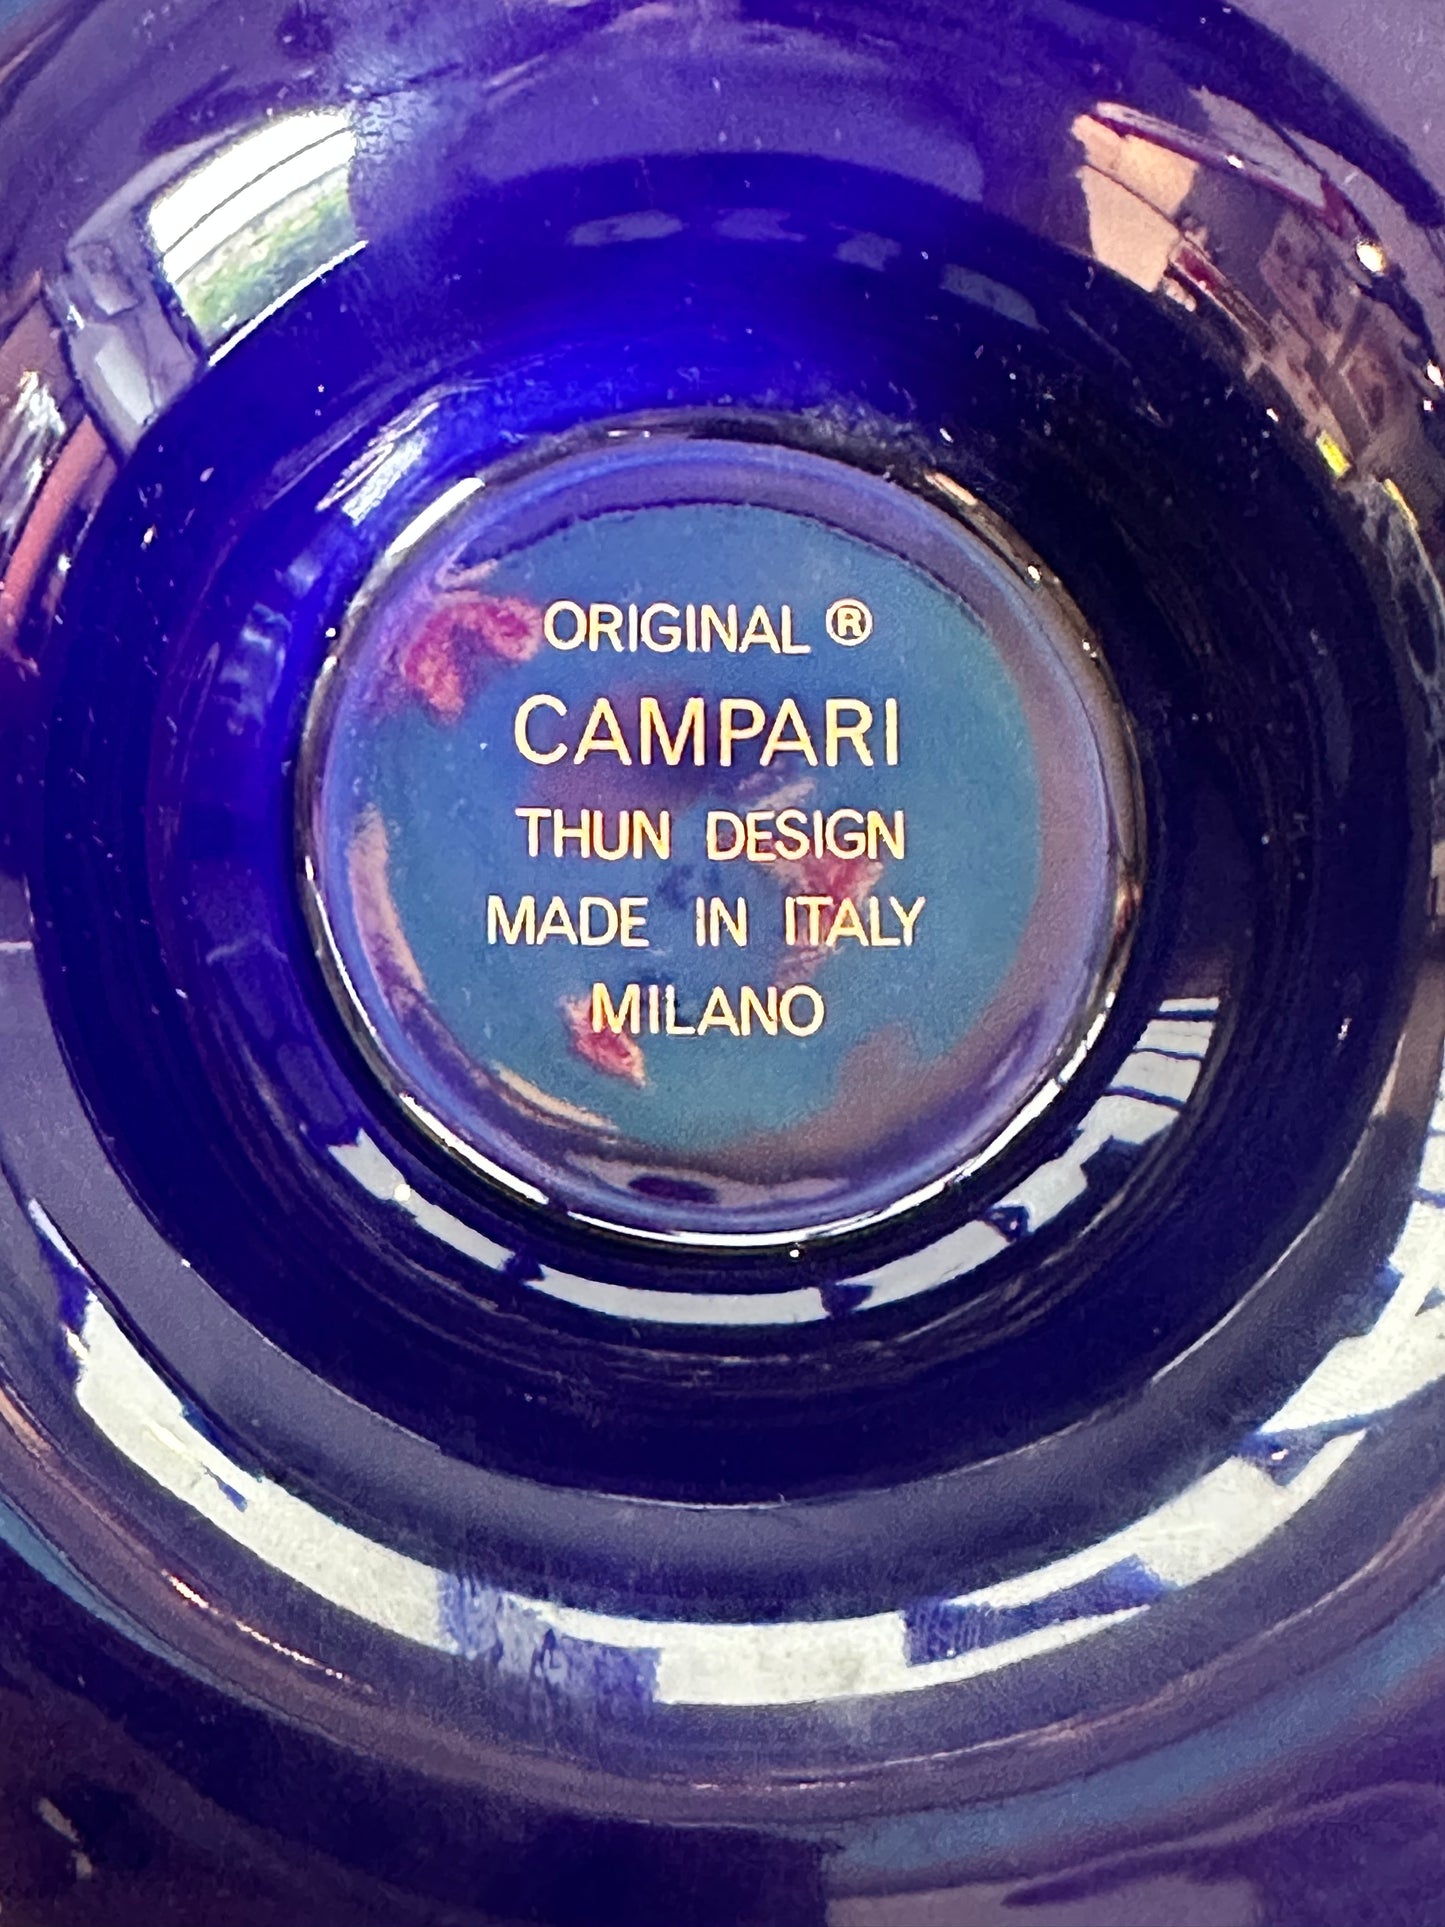 ORIGINAL ®
CAMPARI
THUN DESIGN
MADE IN ITALY
MILANO